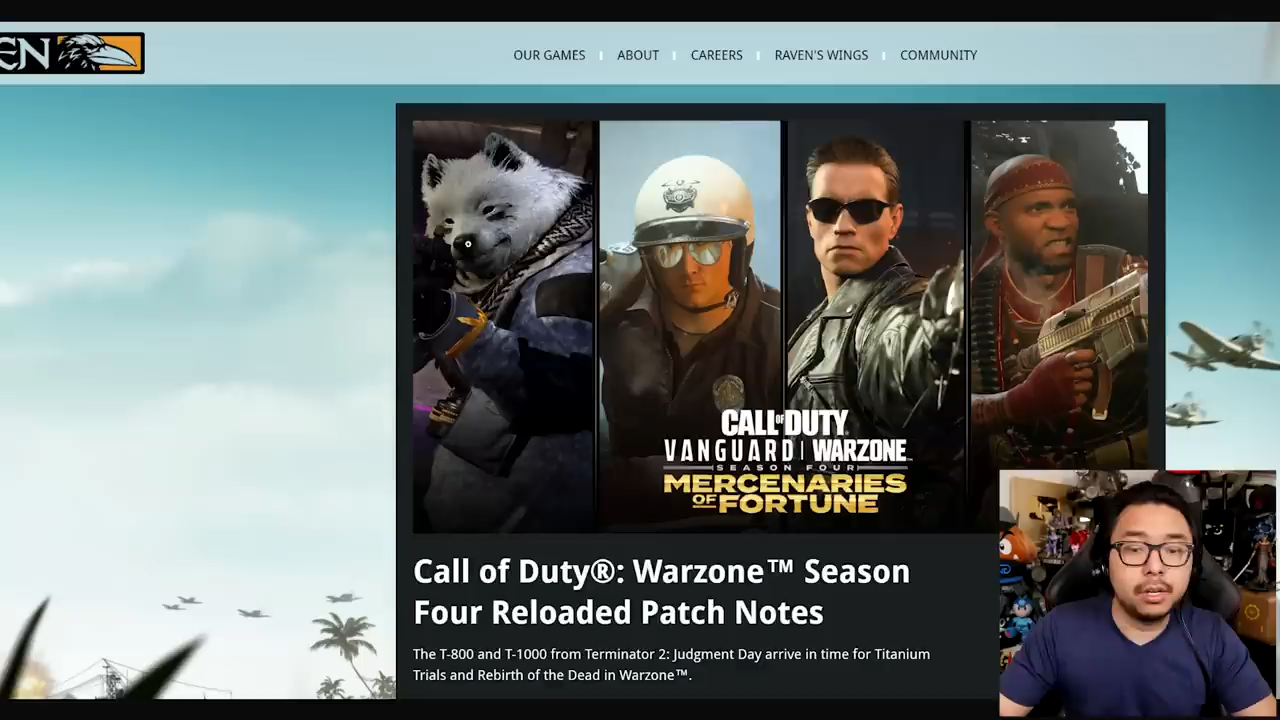 EN
OUR GAMES
ABOUT
CAREERS
RAVEN'S WINGS
COMMUNITY
CALL OF DUTY
VANGUARD | WARZONE
SEASON FOUR
MERCENARIES
OF FORTUNE
Call of Duty®: Warzone™ Season
Four Reloaded Patch Notes
The T-800 and T-1000 from Terminator 2: Judgment Day arrive in time for Titanium
Trials and Rebirth of the Dead in Warzone™.